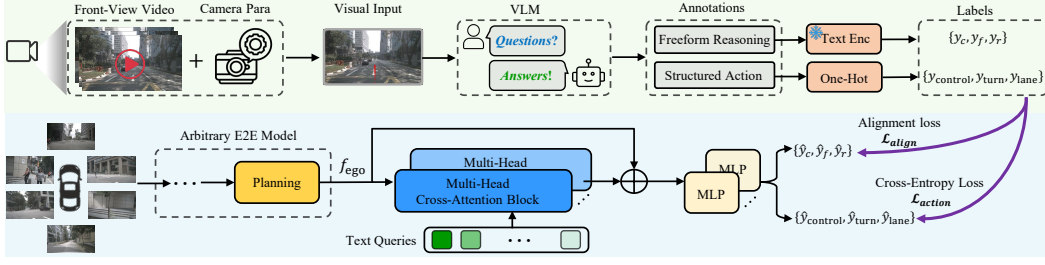 Front-View Video
Camera Para
Visual Input
VLM
Annotations
Labels
+
Questions?
Answers!
Freeform Reasoning
Structured Action
Text Enc
One-Hot
{y_c, y_f, y_r}
{y_control, y_turn, y_lane}
Arbitrary E2E Model
Planning
f_ego
Multi-Head
Multi-Head
Cross-Attention Block
Text Queries
MLP
MLP
{ŷ_c, ŷ_f, ŷ_r}
{ŷ_control, ŷ_turn, ŷ_lane}
Alignment loss
ℒ_align
Cross-Entropy Loss
ℒ_action